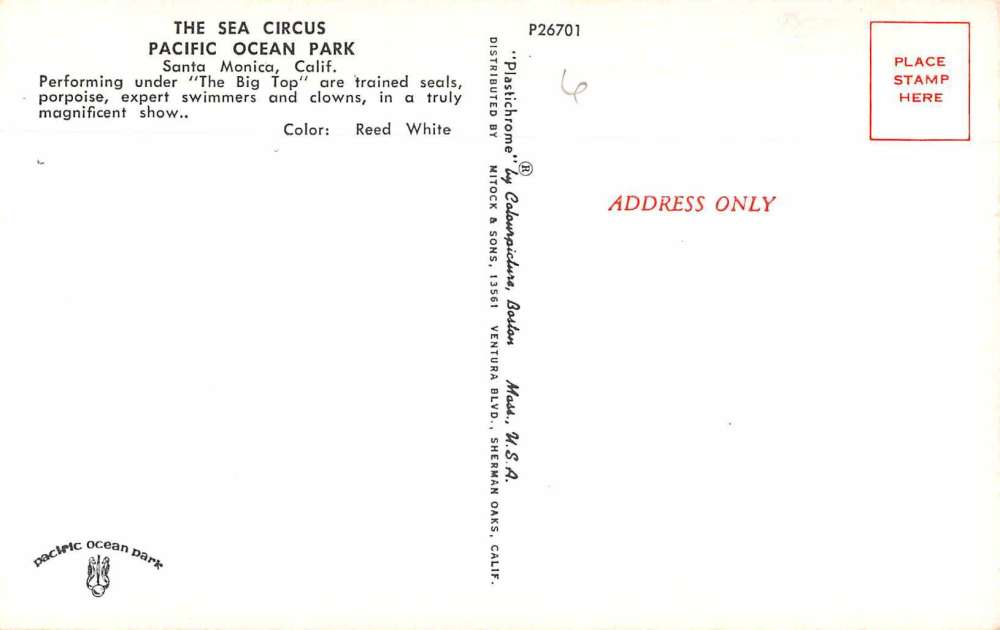 THE SEA CIRCUS
PACIFIC OCEAN PARK
Santa Monica, Calif.
Performing under "The Big Top" are trained seals,
porpoise, expert swimmers and clowns, in a truly
magnificent show..
Color: Reed White
pacific ocean park
DISTRIBUTED BY MITOCK & SONS, 13561 VENTURA BLVD., SHERMAN OAKS, CALIF.
"Plastichrome"® by Colourpicture, Boston Mass., U.S.A.
P26701
6
PLACE
STAMP
HERE
ADDRESS ONLY